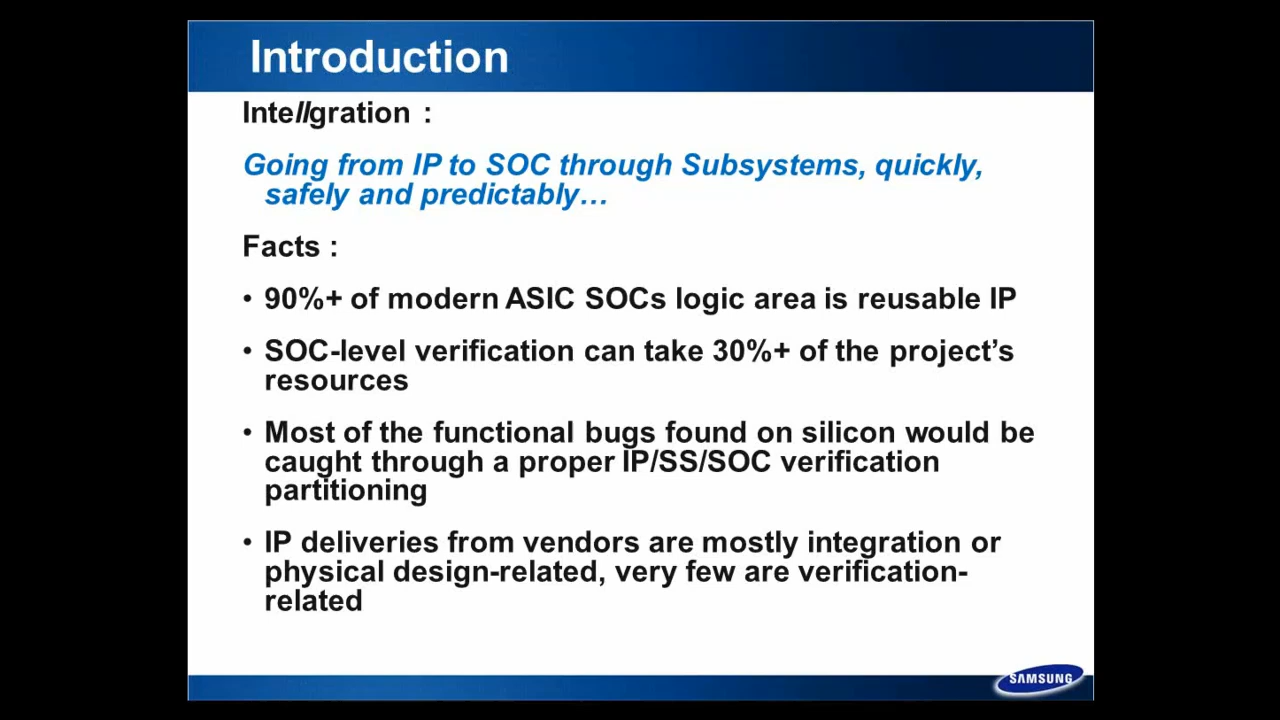 Introduction
Intellgration :
Going from IP to SOC through Subsystems, quickly,
safely and predictably…
Facts :
• 90%+ of modern ASIC SOCs logic area is reusable IP
• SOC-level verification can take 30%+ of the project’s
resources
• Most of the functional bugs found on silicon would be
caught through a proper IP/SS/SOC verification
partitioning
• IP deliveries from vendors are mostly integration or
physical design-related, very few are verification-
related
SAMSUNG